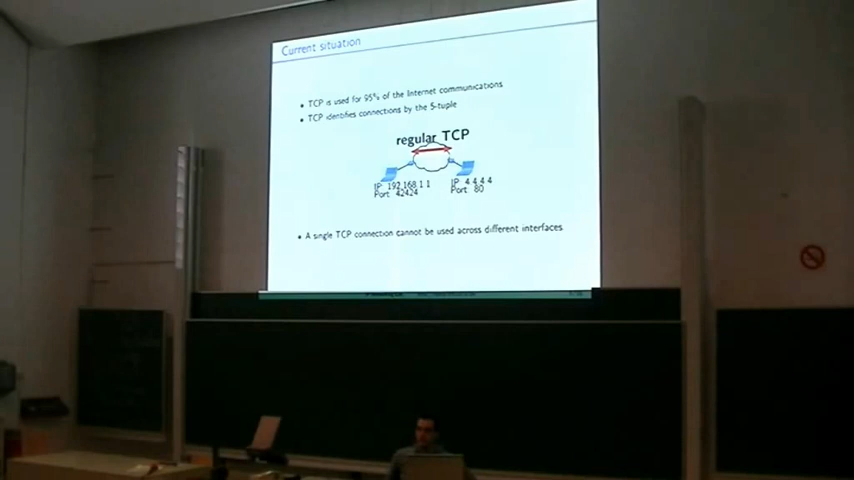 Current situation
TCP is used for 95% of the Internet communications
TCP identifies connections by the 5-tuple
regular TCP
IP 192.168.1.1
Port 42424
IP 4.4.4.4
Port 80
A single TCP connection cannot be used across different interfaces